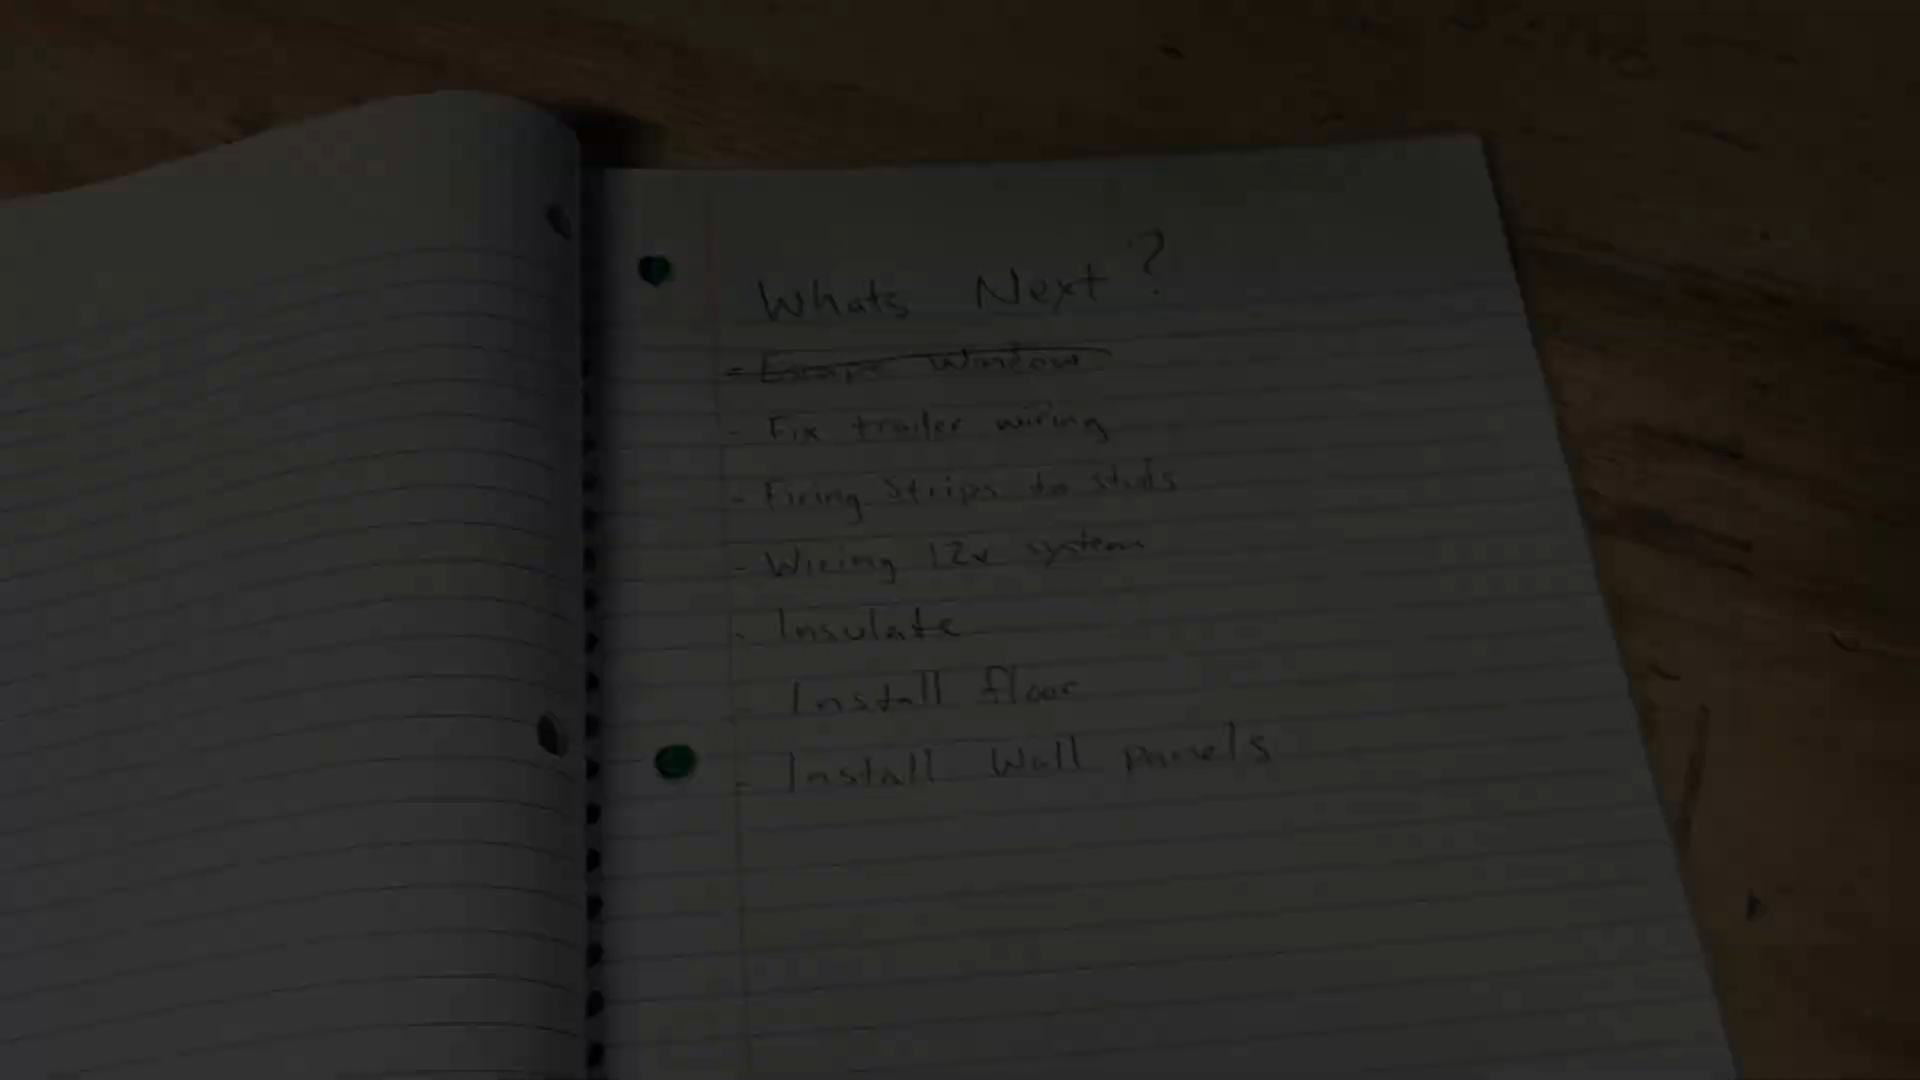 Whats Next?
- Escape Window
- Fix trailer wiring
- Firing Strips to studs
- Wiring 12v system
- Insulate
- Install floor
- Install Wall panels